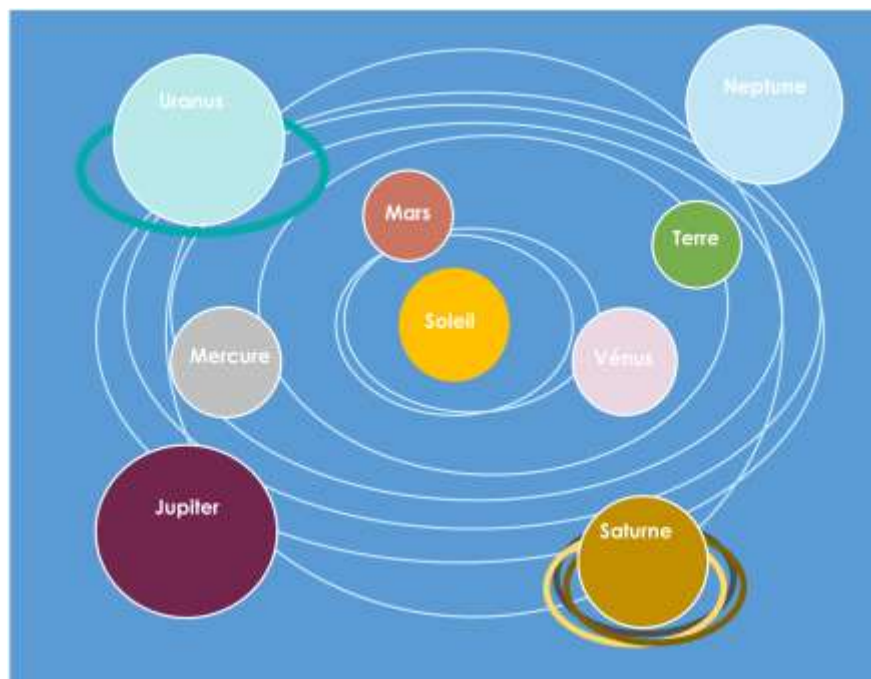 Uranus
Neptune
Mars
Terre
Soleil
Mercure
Vénus
Jupiter
Saturne